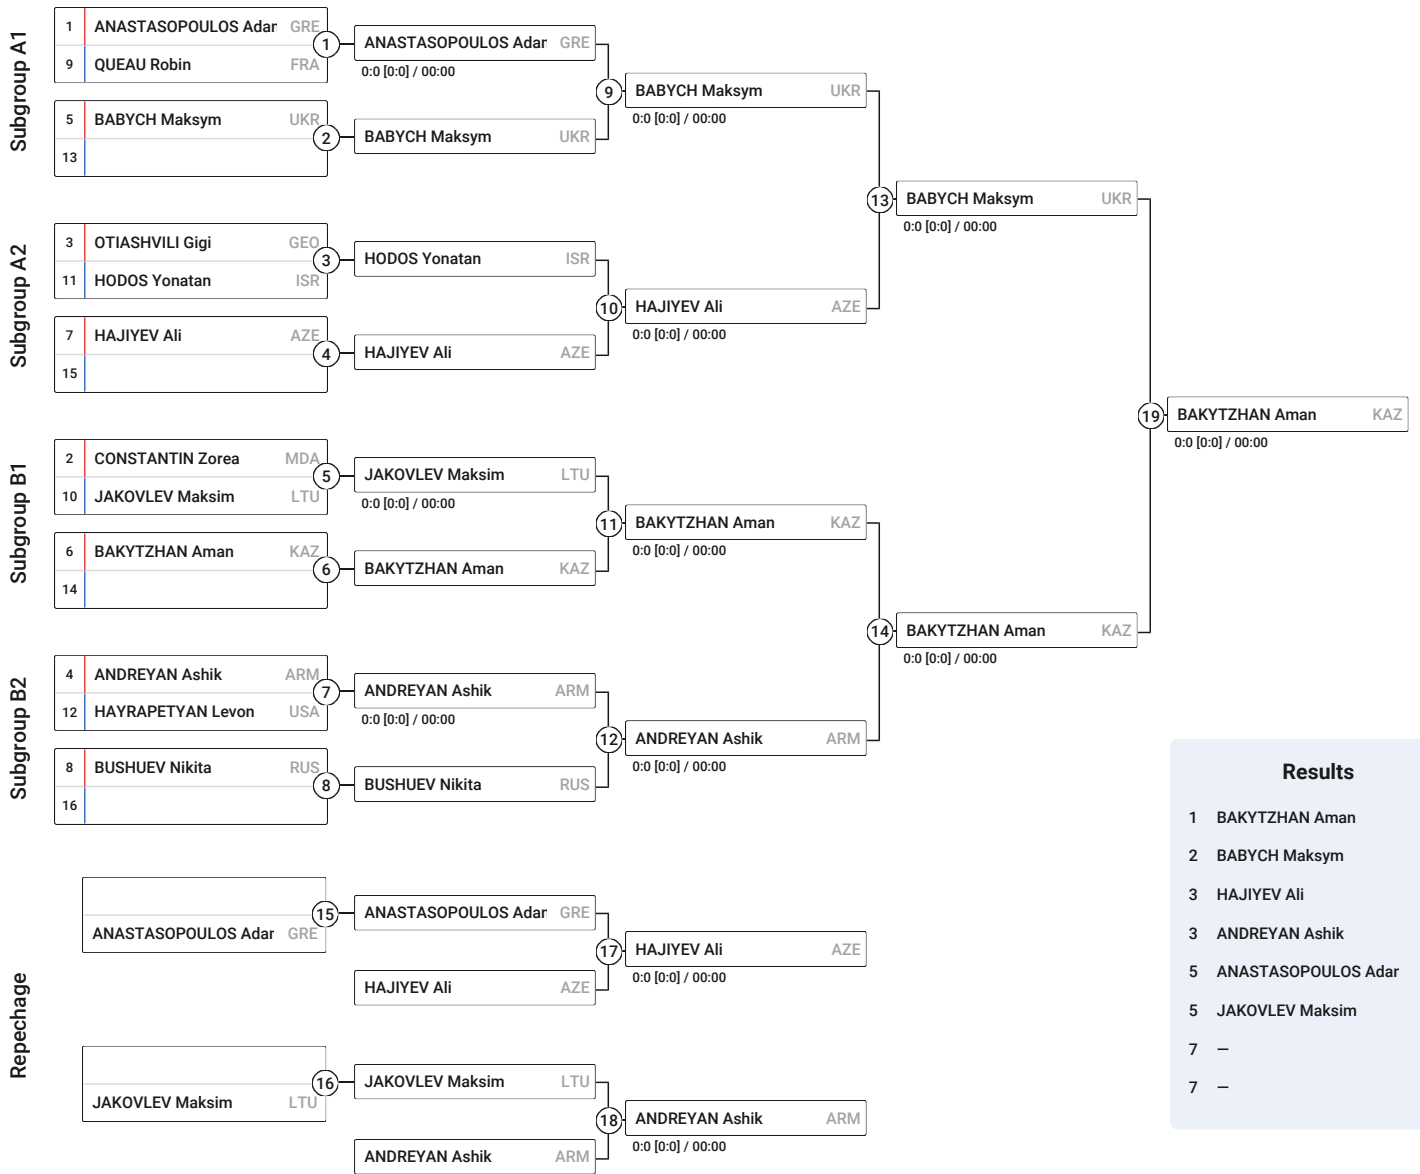 Subgroup A1
1 ANASTASOPOULOS Adar GRE
9 QUEAU Robin FRA
1
5 BABYCH Maksym UKR
13
2
ANASTASOPOULOS Adar GRE
0:0 [0:0] / 00:00
BABYCH Maksym UKR
9
BABYCH Maksym UKR
0:0 [0:0] / 00:00
Subgroup A2
3 OTIASHVILI Gigi GEO
11 HODOS Yonatan ISR
3
7 HAJIYEV Ali AZE
15
4
HODOS Yonatan ISR
HAJIYEV Ali AZE
10
HAJIYEV Ali AZE
0:0 [0:0] / 00:00
13
BABYCH Maksym UKR
0:0 [0:0] / 00:00
Subgroup B1
2 CONSTANTIN Zorea MDA
10 JAKOVLEV Maksim LTU
5
6 BAKYTZHAN Aman KAZ
14
6
JAKOVLEV Maksim LTU
0:0 [0:0] / 00:00
BAKYTZHAN Aman KAZ
11
BAKYTZHAN Aman KAZ
0:0 [0:0] / 00:00
Subgroup B2
4 ANDREYAN Ashik ARM
12 HAYRAPETYAN Levon USA
7
8 BUSHUEV Nikita RUS
16
8
ANDREYAN Ashik ARM
0:0 [0:0] / 00:00
BUSHUEV Nikita RUS
12
ANDREYAN Ashik ARM
0:0 [0:0] / 00:00
14
BAKYTZHAN Aman KAZ
0:0 [0:0] / 00:00
19
BAKYTZHAN Aman KAZ
0:0 [0:0] / 00:00
Repechage
ANASTASOPOULOS Adar GRE
15
ANASTASOPOULOS Adar GRE
HAJIYEV Ali AZE
17
HAJIYEV Ali AZE
0:0 [0:0] / 00:00
JAKOVLEV Maksim LTU
16
JAKOVLEV Maksim LTU
ANDREYAN Ashik ARM
18
ANDREYAN Ashik ARM
0:0 [0:0] / 00:00
Results
1 BAKYTZHAN Aman
2 BABYCH Maksym
3 HAJIYEV Ali
3 ANDREYAN Ashik
5 ANASTASOPOULOS Adar
5 JAKOVLEV Maksim
7 —
7 —